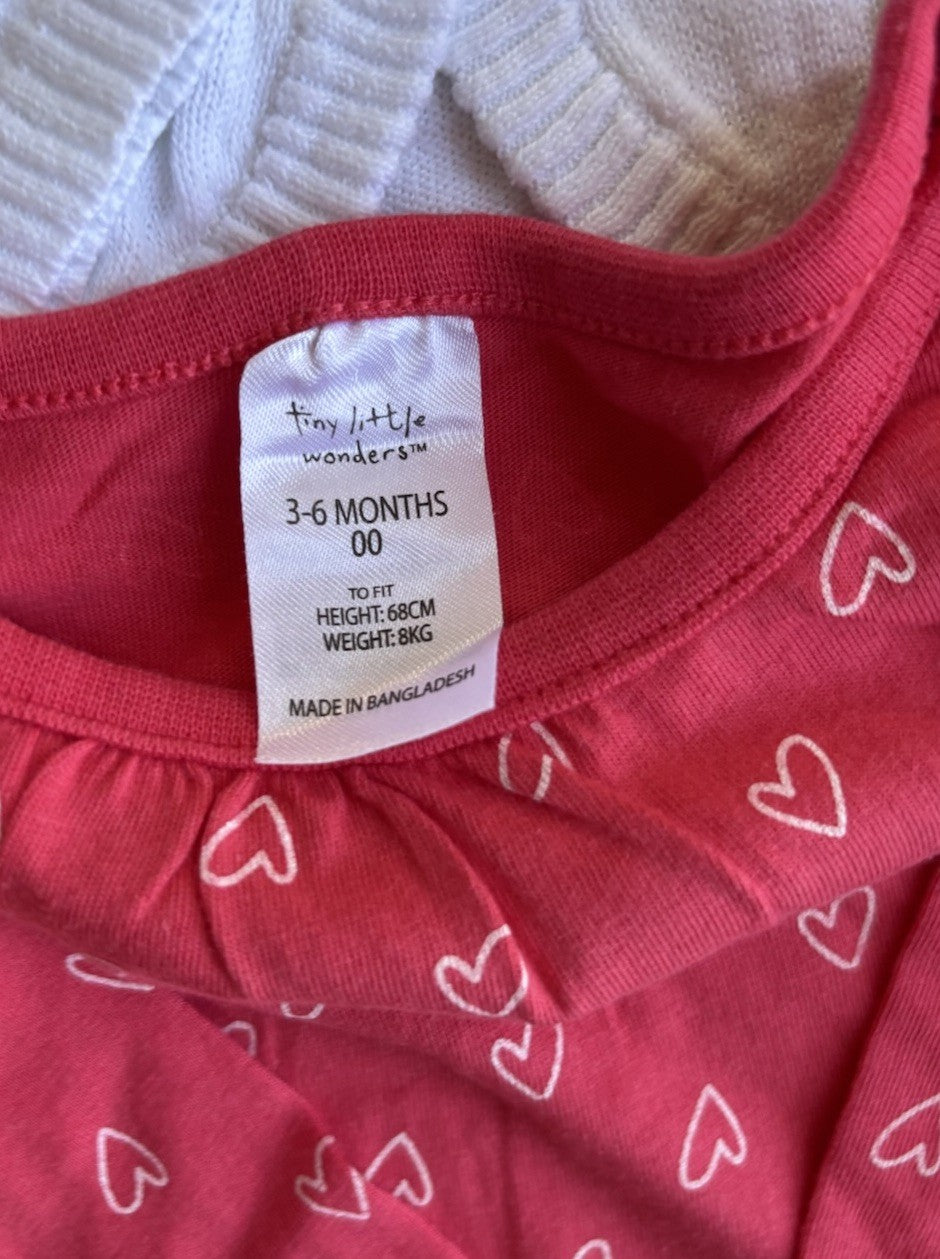 tiny little
wonders™
3-6 MONTHS
00
TO FIT
HEIGHT: 68CM
WEIGHT: 8KG
MADE IN BANGLADESH